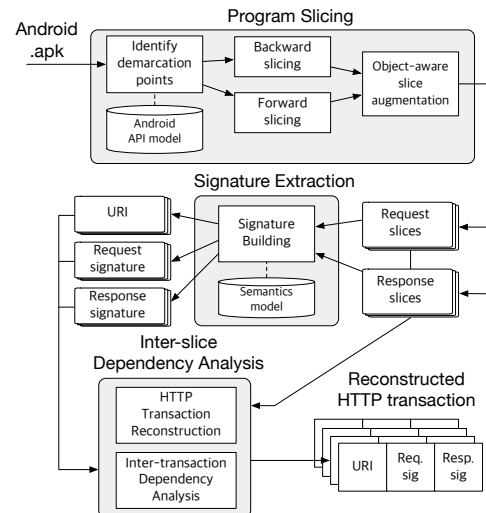 Program Slicing
Android
.apk
Identify
demarcation
points
Backward
slicing
Forward
slicing
Object-aware
slice
augmentation
Android
API model
Signature Extraction
URI
Request
signature
Response
signature
Signature
Building
Semantics
model
Request
slices
Response
slices
Inter-slice
Dependency Analysis
HTTP
Transaction
Reconstruction
Inter-transaction
Dependency
Analysis
Reconstructed
HTTP transaction
URI
Req.
sig
Resp.
sig